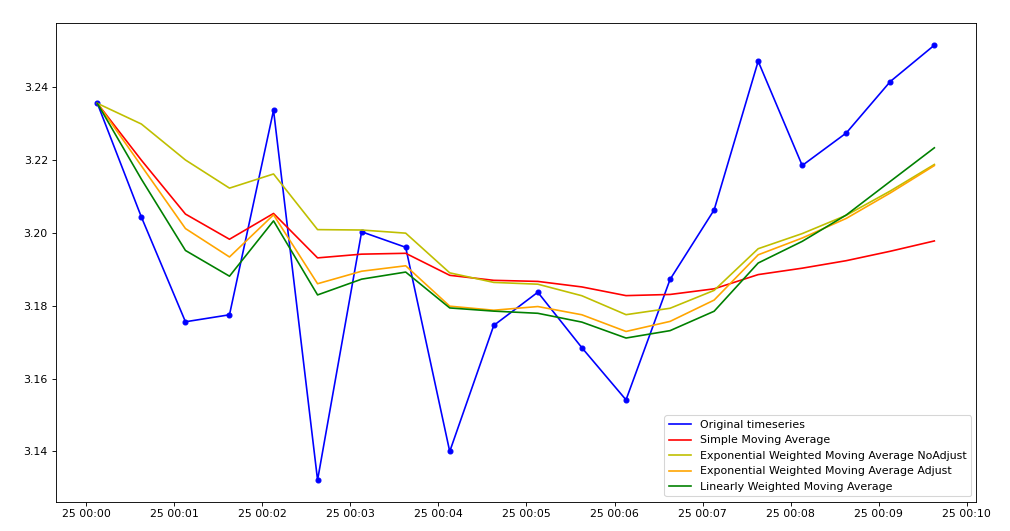 3.24
3.22
3.20
3.18
3.16
3.14
Original timeseries
Simple Moving Average
Exponential Weighted Moving Average NoAdjust
Exponential Weighted Moving Average Adjust
Linearly Weighted Moving Average
25 00:00 25 00:01 25 00:02 25 00:03 25 00:04 25 00:05 25 00:06 25 00:07 25 00:08 25 00:09 25 00:10